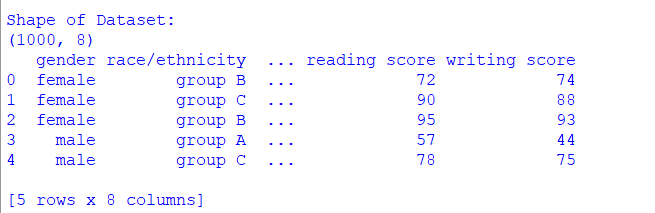 Shape of Dataset:
(1000, 8)
   gender race/ethnicity  ... reading score writing score
0  female        group B  ...            72            74
1  female        group C  ...            90            88
2  female        group B  ...            95            93
3    male        group A  ...            57            44
4    male        group C  ...            78            75
[5 rows x 8 columns]